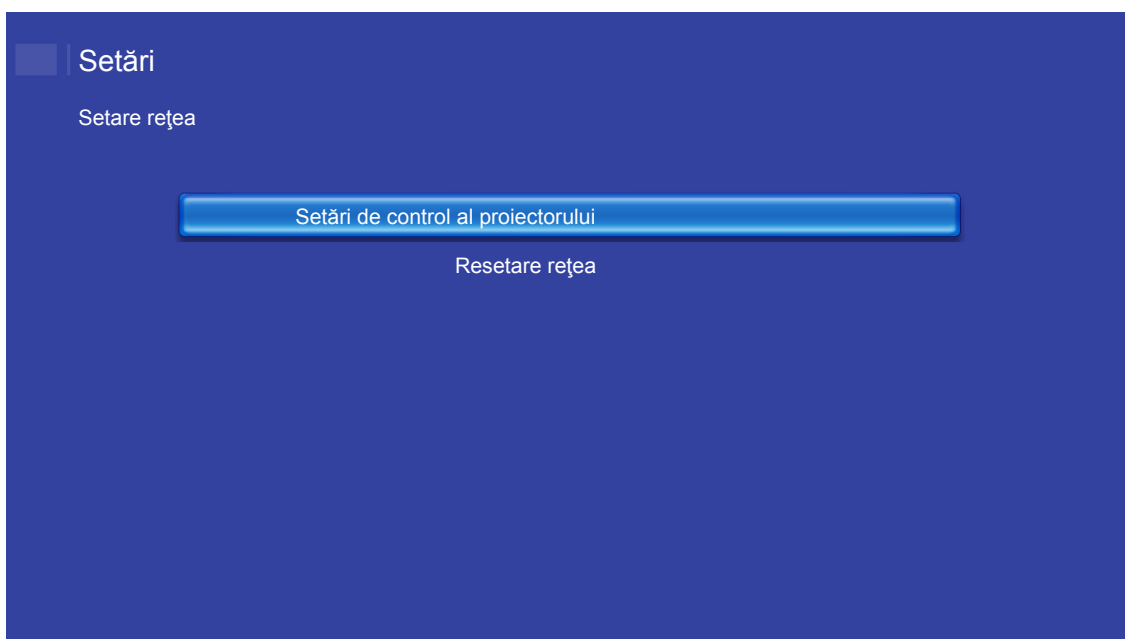 Setări
Setare reţea
Setări de control al proiectorului
Resetare reţea